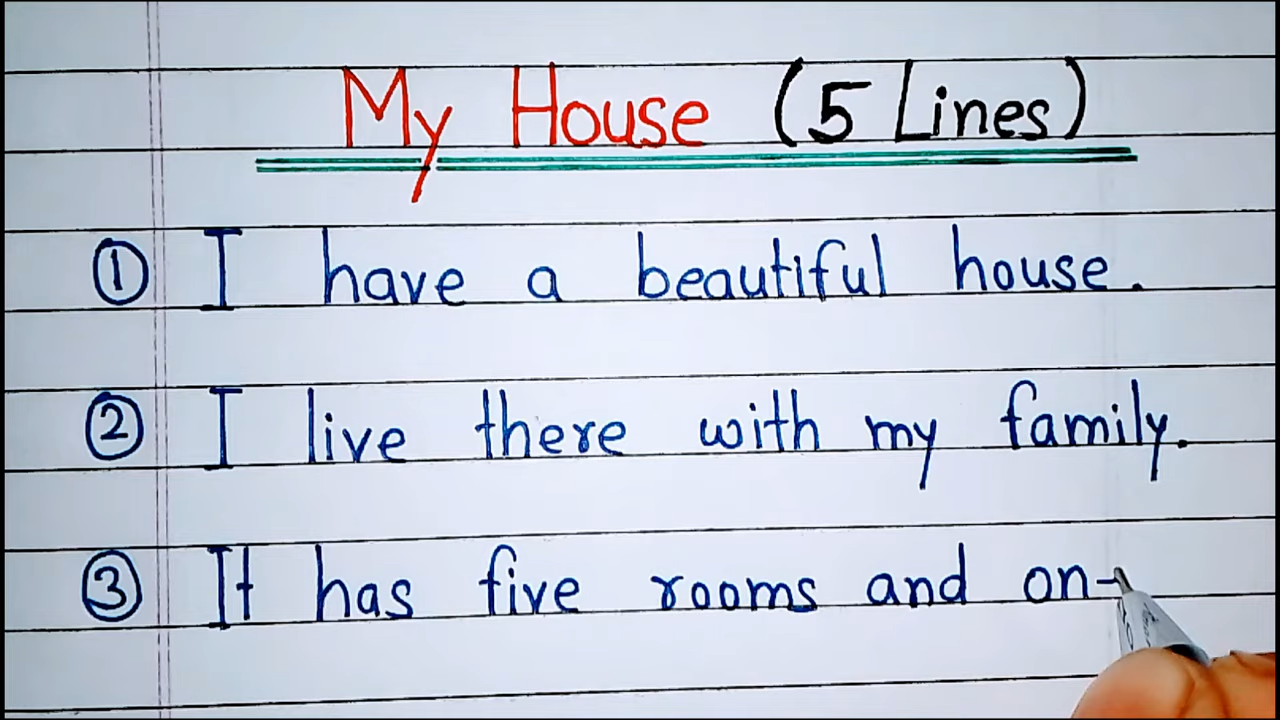 My House (5 Lines)
① I have a beautiful house.
② I live there with my family.
③ It has five rooms and on